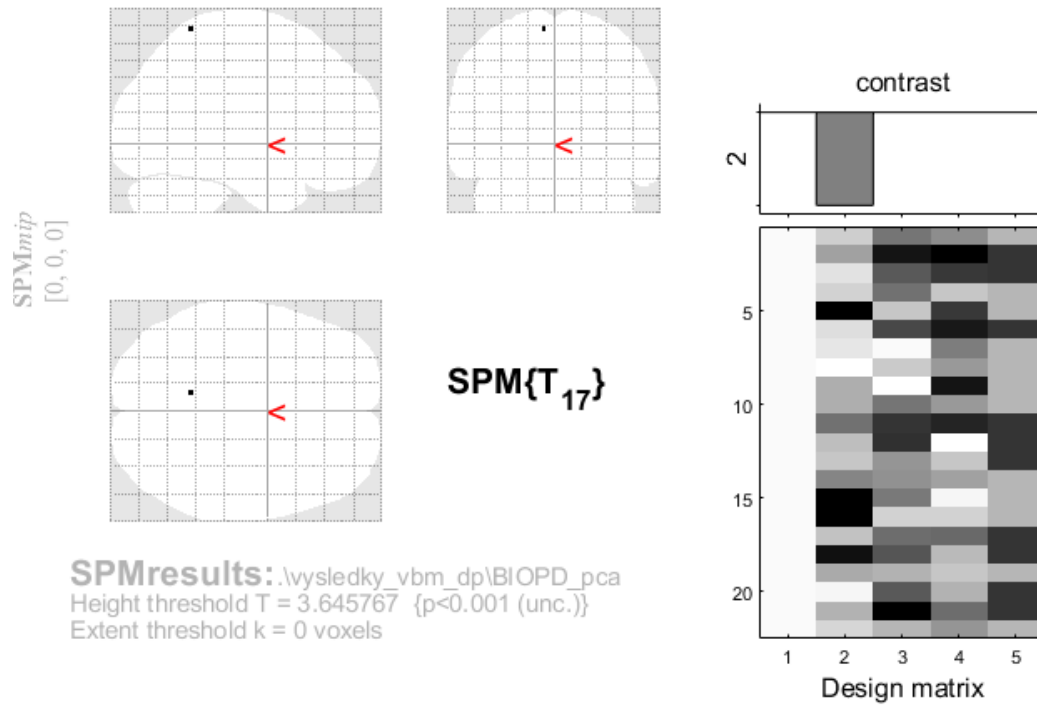 contrast
2
SPMmip
[0, 0, 0]
SPM{T17}
5
10
15
20
1 2 3 4 5
Design matrix
SPMresults: .\vysledky_vbm_dp\BIOPD_pca
Height threshold T = 3.645767 {p<0.001 (unc.)}
Extent threshold k = 0 voxels